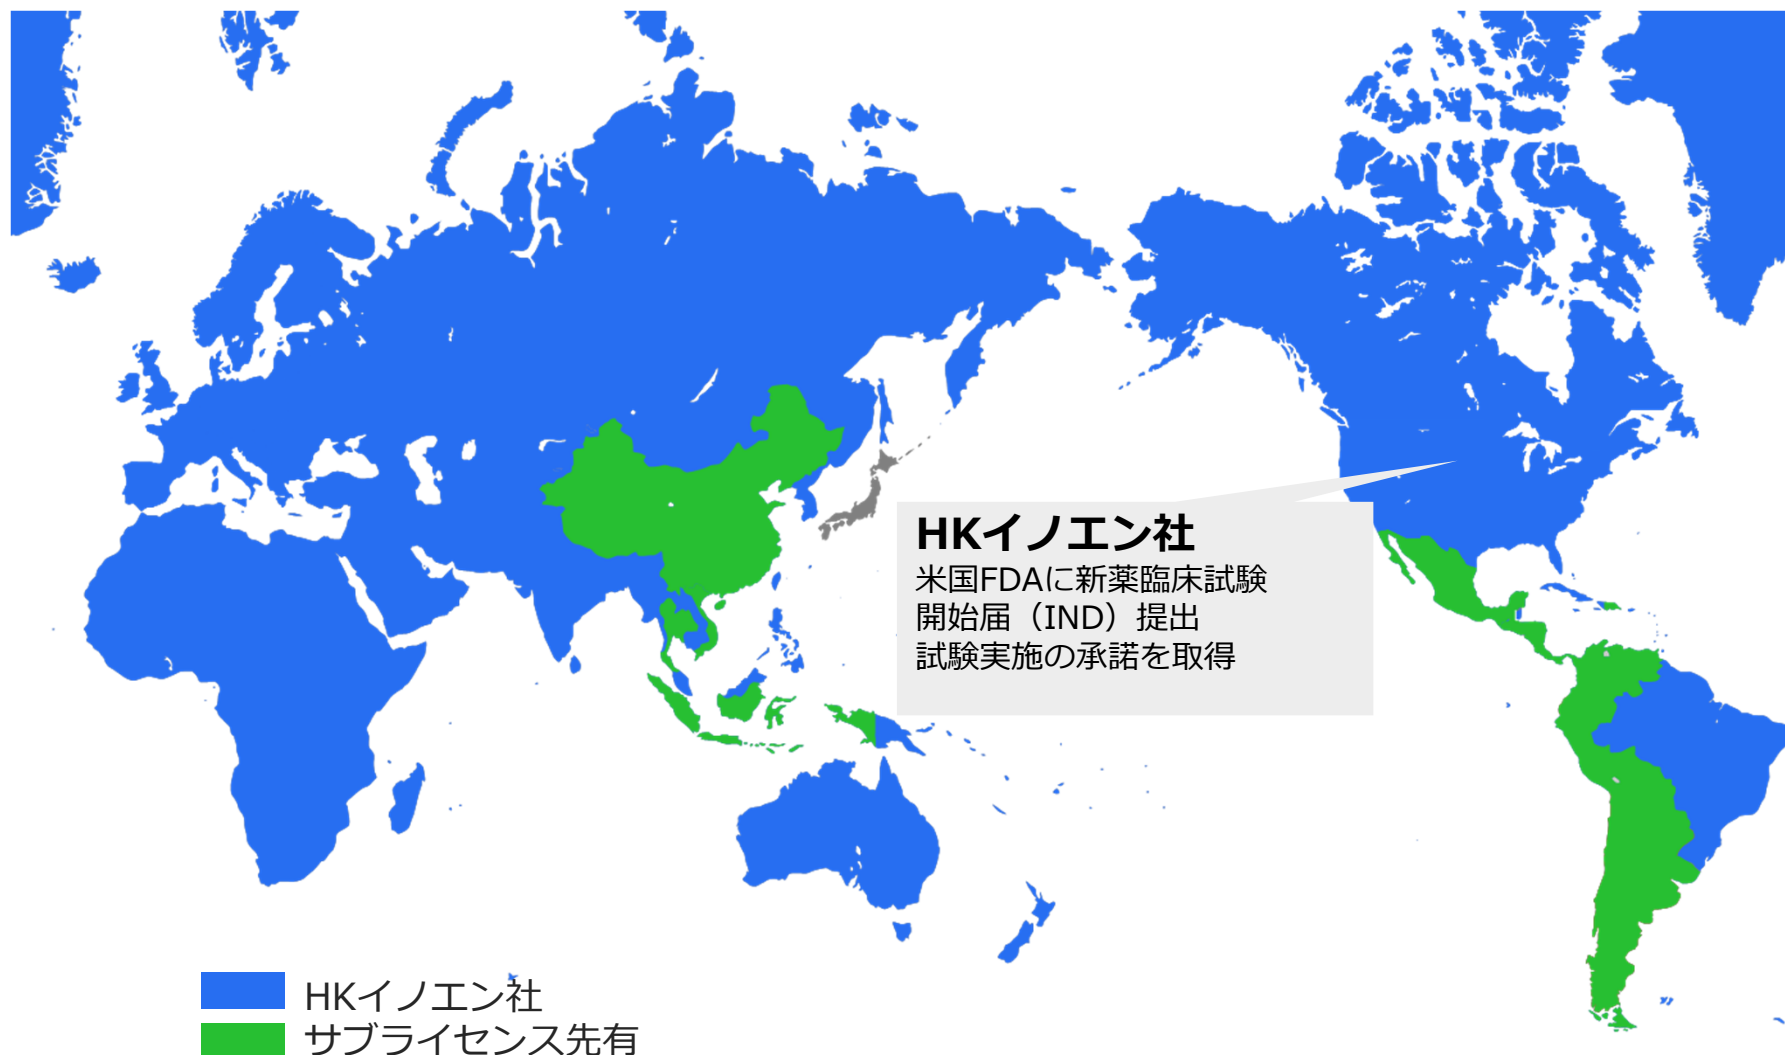 HKイノエン社
米国FDAに新薬臨床試験
開始届（IND）提出
試験実施の承諾を取得
HKイノエン社
サブライセンス先有